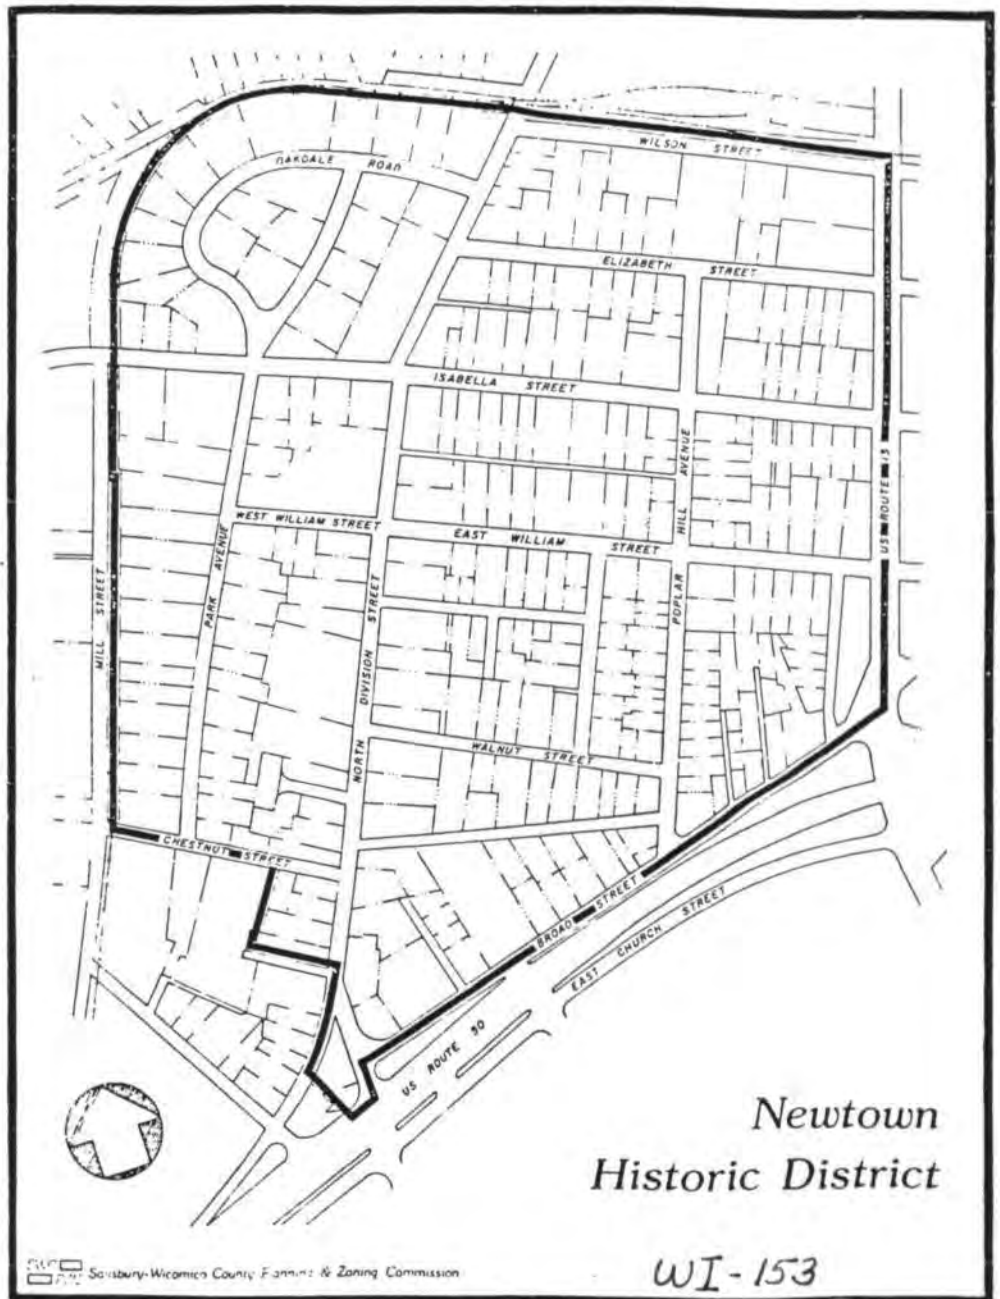 WILSON STREET
OAKDALE ROAD
ELIZABETH STREET
ISABELLA STREET
US ROUTE 13
POPLAR HILL AVENUE
WEST WILLIAM STREET
EAST WILLIAM STREET
PARK AVENUE
MILL STREET
NORTH DIVISION STREET
WALNUT STREET
CHESTNUT STREET
BROAD STREET
EAST CHURCH STREET
US ROUTE 50
Newtown
Historic District
Salisbury-Wicomico County Planning & Zoning Commission
WI-153